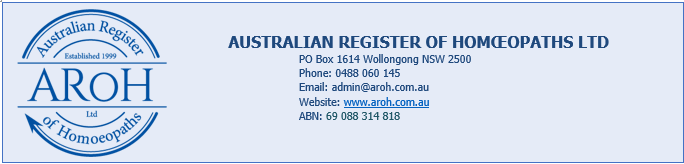 Australian Register
Established 1999
AROH
Ltd
of Homoeopaths
AUSTRALIAN REGISTER OF HOMŒOPATHS LTD
PO Box 1614 Wollongong NSW 2500
Phone: 0488 060 145
Email: admin@aroh.com.au
Website: www.aroh.com.au
ABN: 69 088 314 818